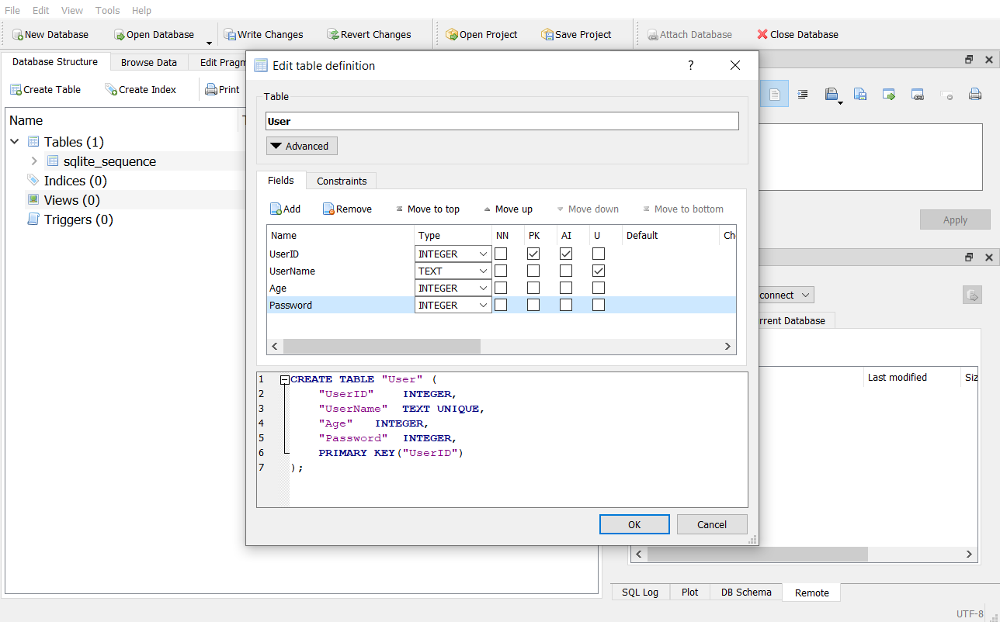 File Edit View Tools Help
New Database Open Database Write Changes Revert Changes Open Project Save Project Attach Database Close Database
Database Structure Browse Data Edit Pragm
Create Table Create Index Print
Name T
Tables (1)
sqlite_sequence
Indices (0)
Views (0)
Triggers (0)
Edit table definition ?
Table
User
Advanced
Fields Constraints
Add Remove Move to top Move up Move down Move to bottom
Name Type NN PK AI U Default Ch
UserID INTEGER
UserName TEXT
Age INTEGER
Password INTEGER
1 CREATE TABLE "User" (
2 "UserID" INTEGER,
3 "UserName" TEXT UNIQUE,
4 "Age" INTEGER,
5 "Password" INTEGER,
6 PRIMARY KEY("UserID")
7 );
OK Cancel
Apply
connect
rrent Database
Last modified Siz
SQL Log Plot DB Schema Remote
UTF-8